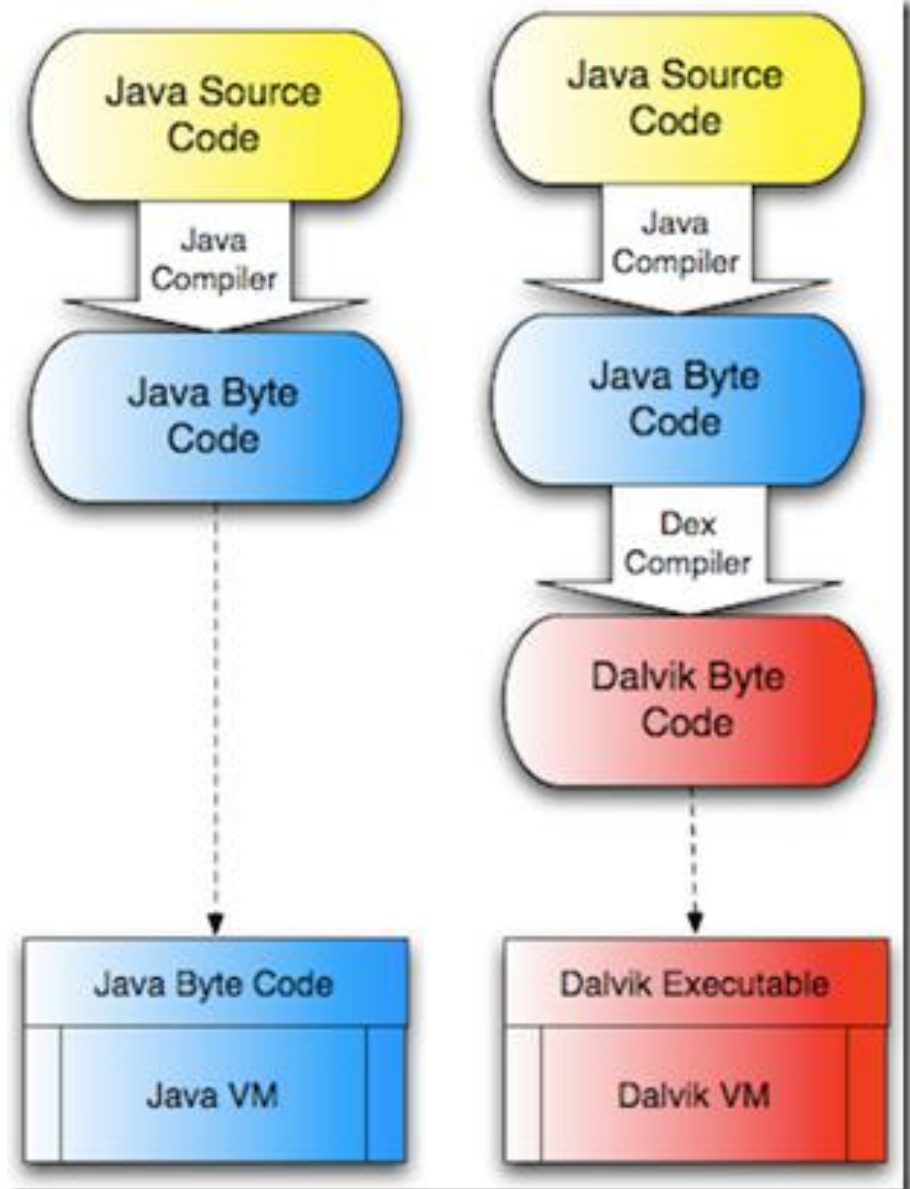 Java Source
Code
Java
Compiler
Java Byte
Code
Java Byte Code
Java VM
Java Source
Code
Java
Compiler
Java Byte
Code
Dex
Compiler
Dalvik Byte
Code
Dalvik Executable
Dalvik VM